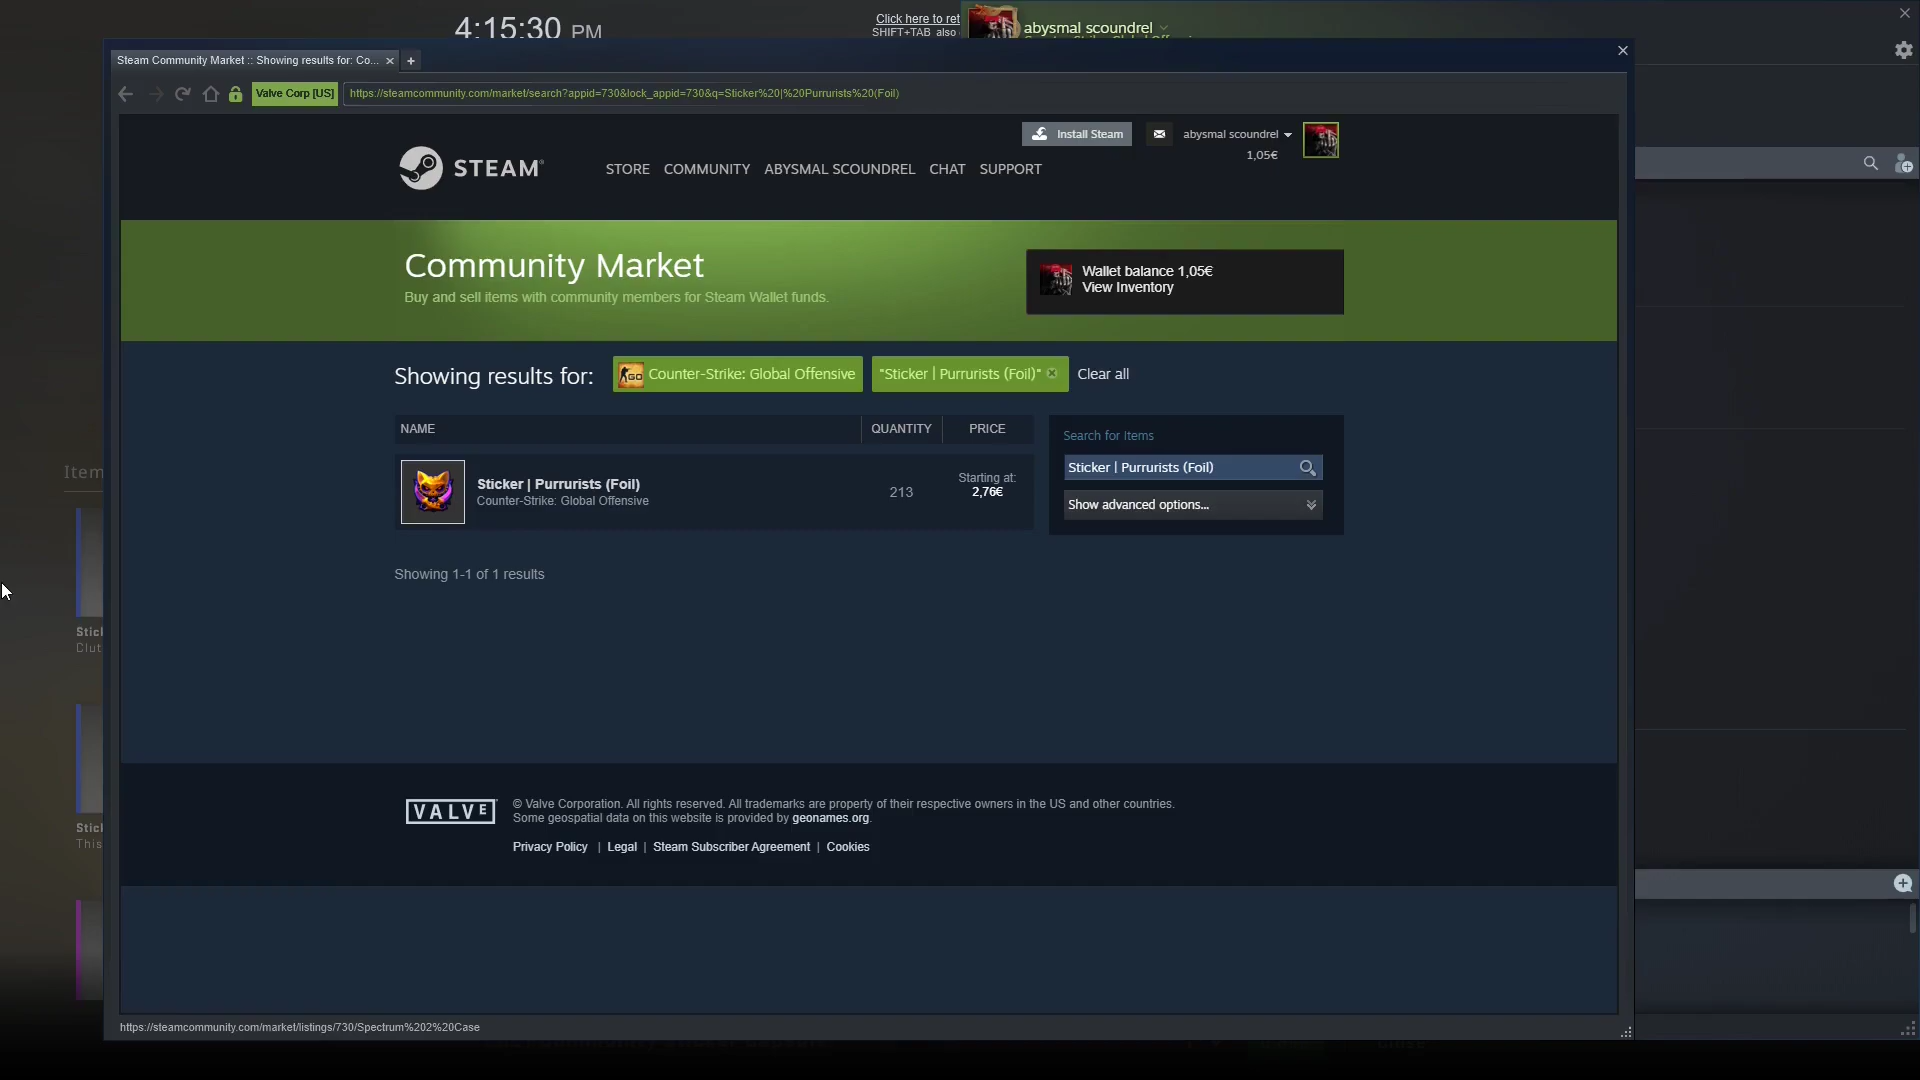 4:15:30 PM
Click here to ret
SHIFT+TAB also
abysmal scoundrel
Steam Community Market :: Showing results for: Co...
Valve Corp [US]
https://steamcommunity.com/market/search?appid=730&lock_appid=730&q=Sticker%20|%20Purrurists%20(Foil)
Install Steam
abysmal scoundrel
1,05€
STEAM®
STORE COMMUNITY ABYSMAL SCOUNDREL CHAT SUPPORT
Community Market
Buy and sell items with community members for Steam Wallet funds.
Wallet balance 1,05€
View Inventory
Showing results for:
GO
Counter-Strike: Global Offensive
"Sticker | Purrurists (Foil)"
Clear all
NAME QUANTITY PRICE
Sticker | Purrurists (Foil)
Counter-Strike: Global Offensive
213
Starting at:
2,76€
Search for Items
Sticker | Purrurists (Foil)
Show advanced options...
Showing 1-1 of 1 results
Item
Stick
Clut
Stick
This
VALVE
© Valve Corporation. All rights reserved. All trademarks are property of their respective owners in the US and other countries.
Some geospatial data on this website is provided by geonames.org.
Privacy Policy | Legal | Steam Subscriber Agreement | Cookies
https://steamcommunity.com/market/listings/730/Spectrum%202%20Case